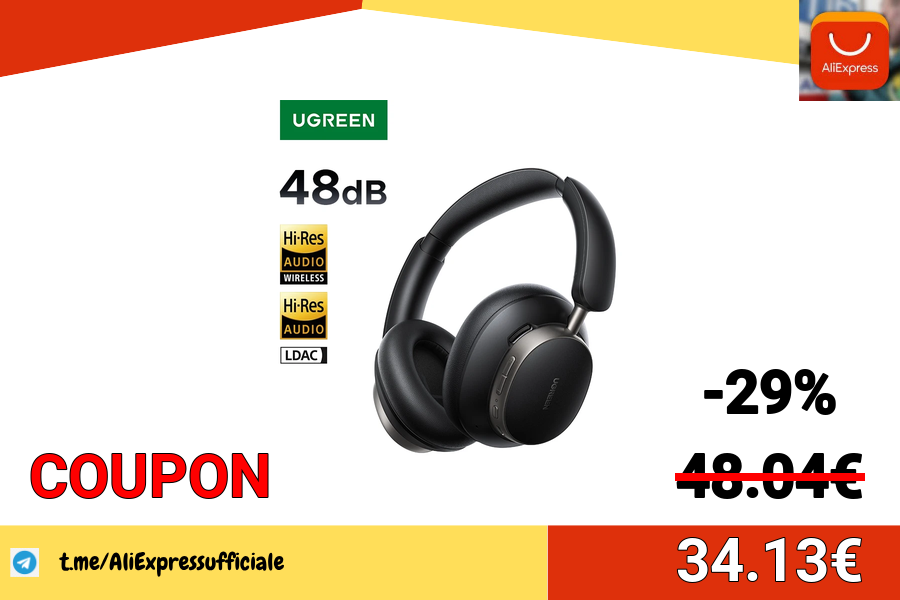 AliExpress
UGREEN
48dB
Hi-Res
AUDIO
WIRELESS
Hi-Res
AUDIO
LDAC
UGREEN
-29%
COUPON
48.04€
t.me/AliExpressufficiale
34.13€